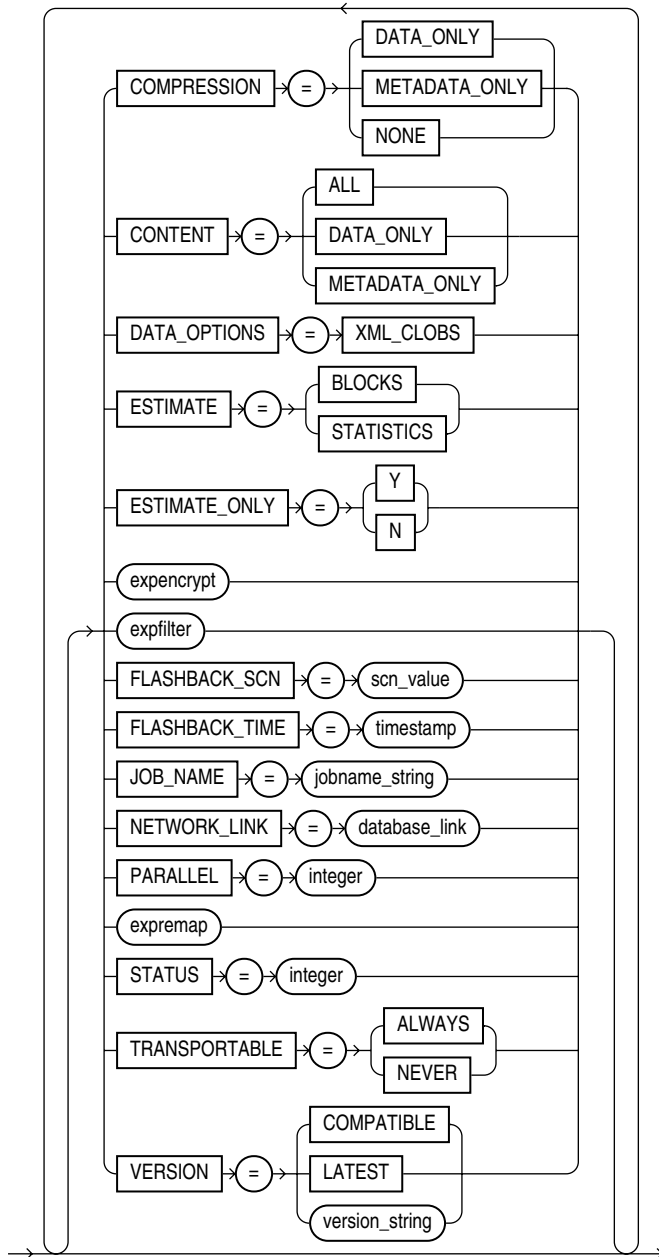 DATA_ONLY
COMPRESSION = METADATA_ONLY
NONE
ALL
CONTENT = DATA_ONLY
METADATA_ONLY
DATA_OPTIONS = XML_CLOBS
BLOCKS
ESTIMATE =
STATISTICS
Y
ESTIMATE_ONLY =
N
expencrypt
expfilter
FLASHBACK_SCN = scn_value
FLASHBACK_TIME = timestamp
JOB_NAME = jobname_string
NETWORK_LINK = database_link
PARALLEL = integer
expremap
STATUS = integer
ALWAYS
TRANSPORTABLE =
NEVER
COMPATIBLE
VERSION = LATEST
version_string